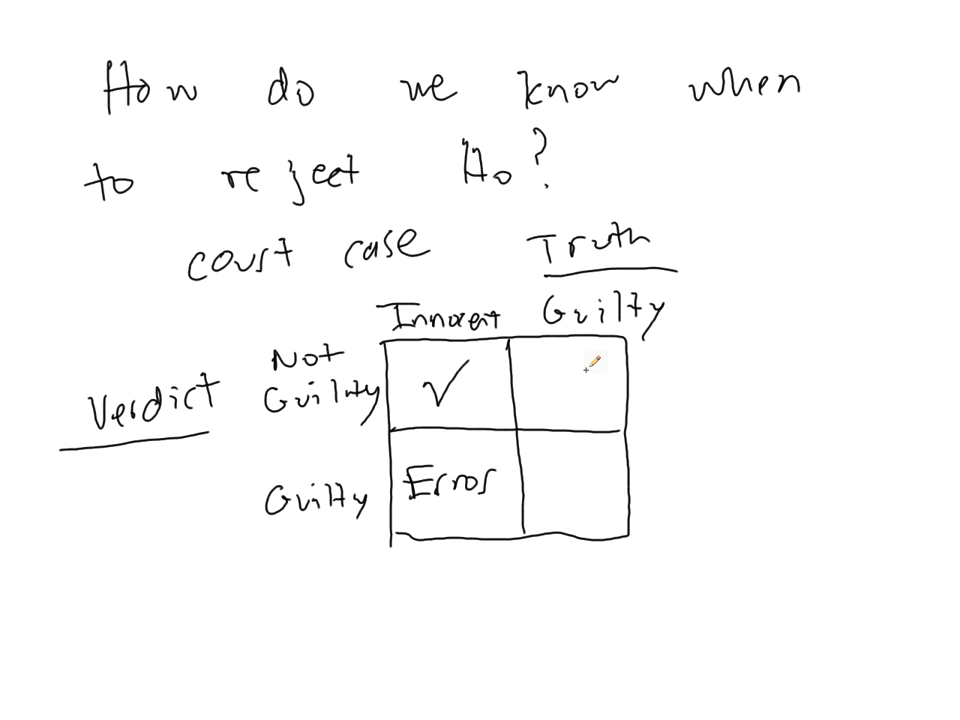 How do we know when
to reject Ho?
court case Truth
Innocent Guilty
Not
Verdict Guilty √
Guilty Error